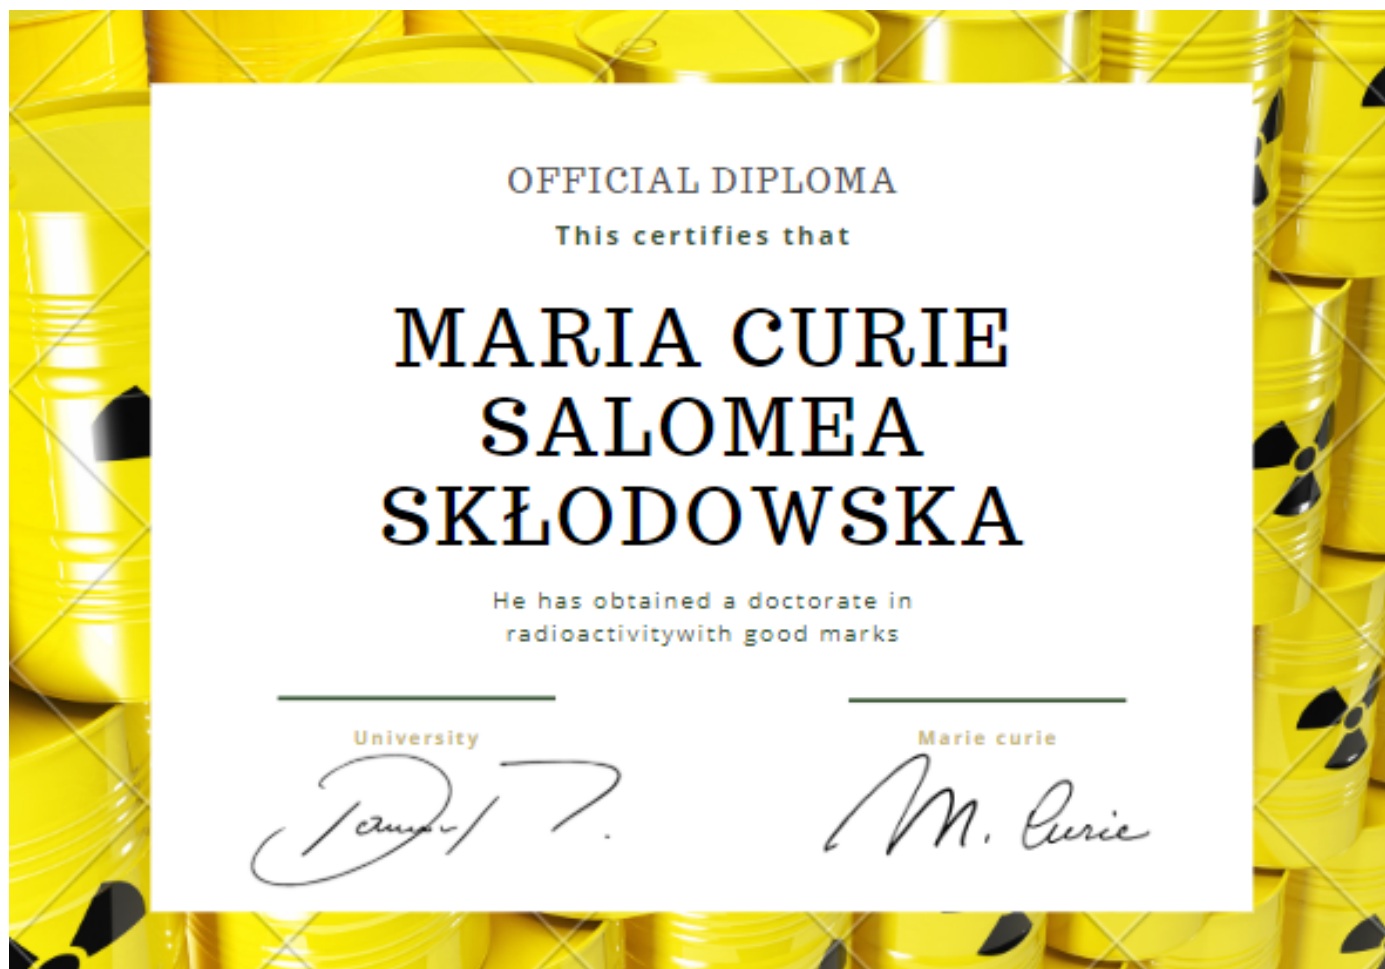 OFFICIAL DIPLOMA
This certifies that
MARIA CURIE
SALOMEA
SKŁODOWSKA
He has obtained a doctorate in
radioactivitywith good marks
University
Marie curie
M. Curie